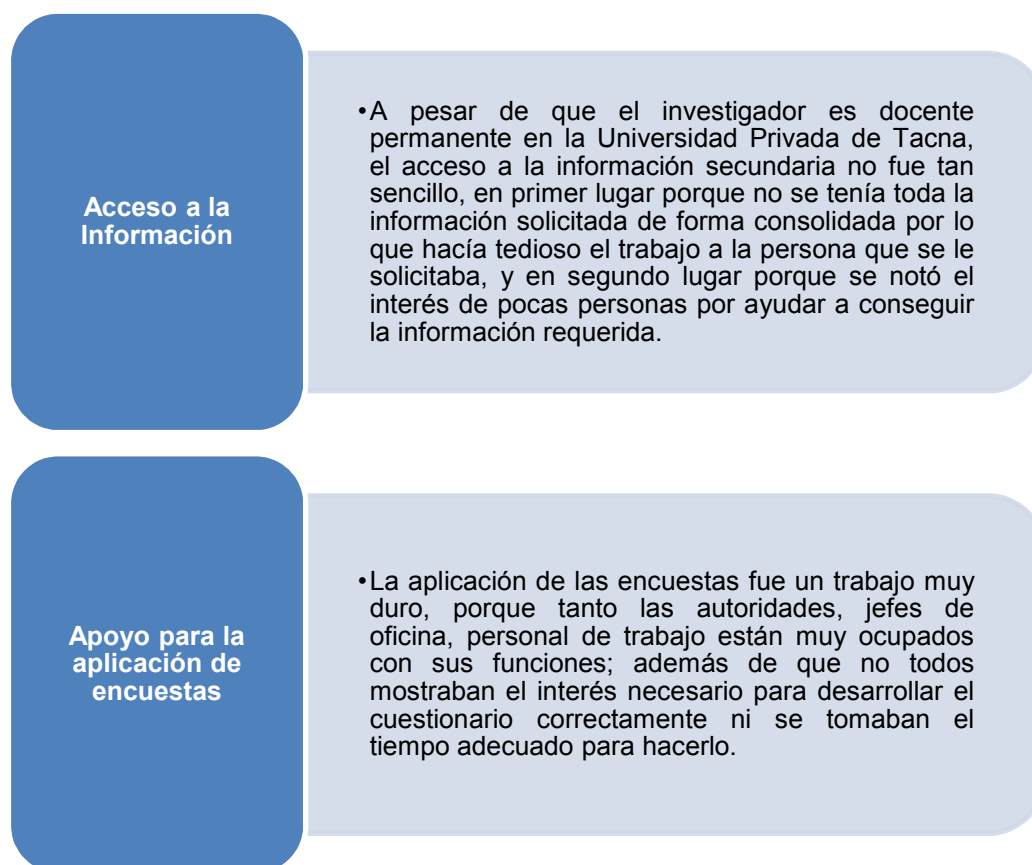 Acceso a la
Información
•A pesar de que el investigador es docente
permanente en la Universidad Privada de Tacna,
el acceso a la información secundaria no fue tan
sencillo, en primer lugar porque no se tenía toda la
información solicitada de forma consolidada por lo
que hacía tedioso el trabajo a la persona que se le
solicitaba, y en segundo lugar porque se notó el
interés de pocas personas por ayudar a conseguir
la información requerida.
Apoyo para la
aplicación de
encuestas
•La aplicación de las encuestas fue un trabajo muy
duro, porque tanto las autoridades, jefes de
oficina, personal de trabajo están muy ocupados
con sus funciones; además de que no todos
mostraban el interés necesario para desarrollar el
cuestionario correctamente ni se tomaban el
tiempo adecuado para hacerlo.